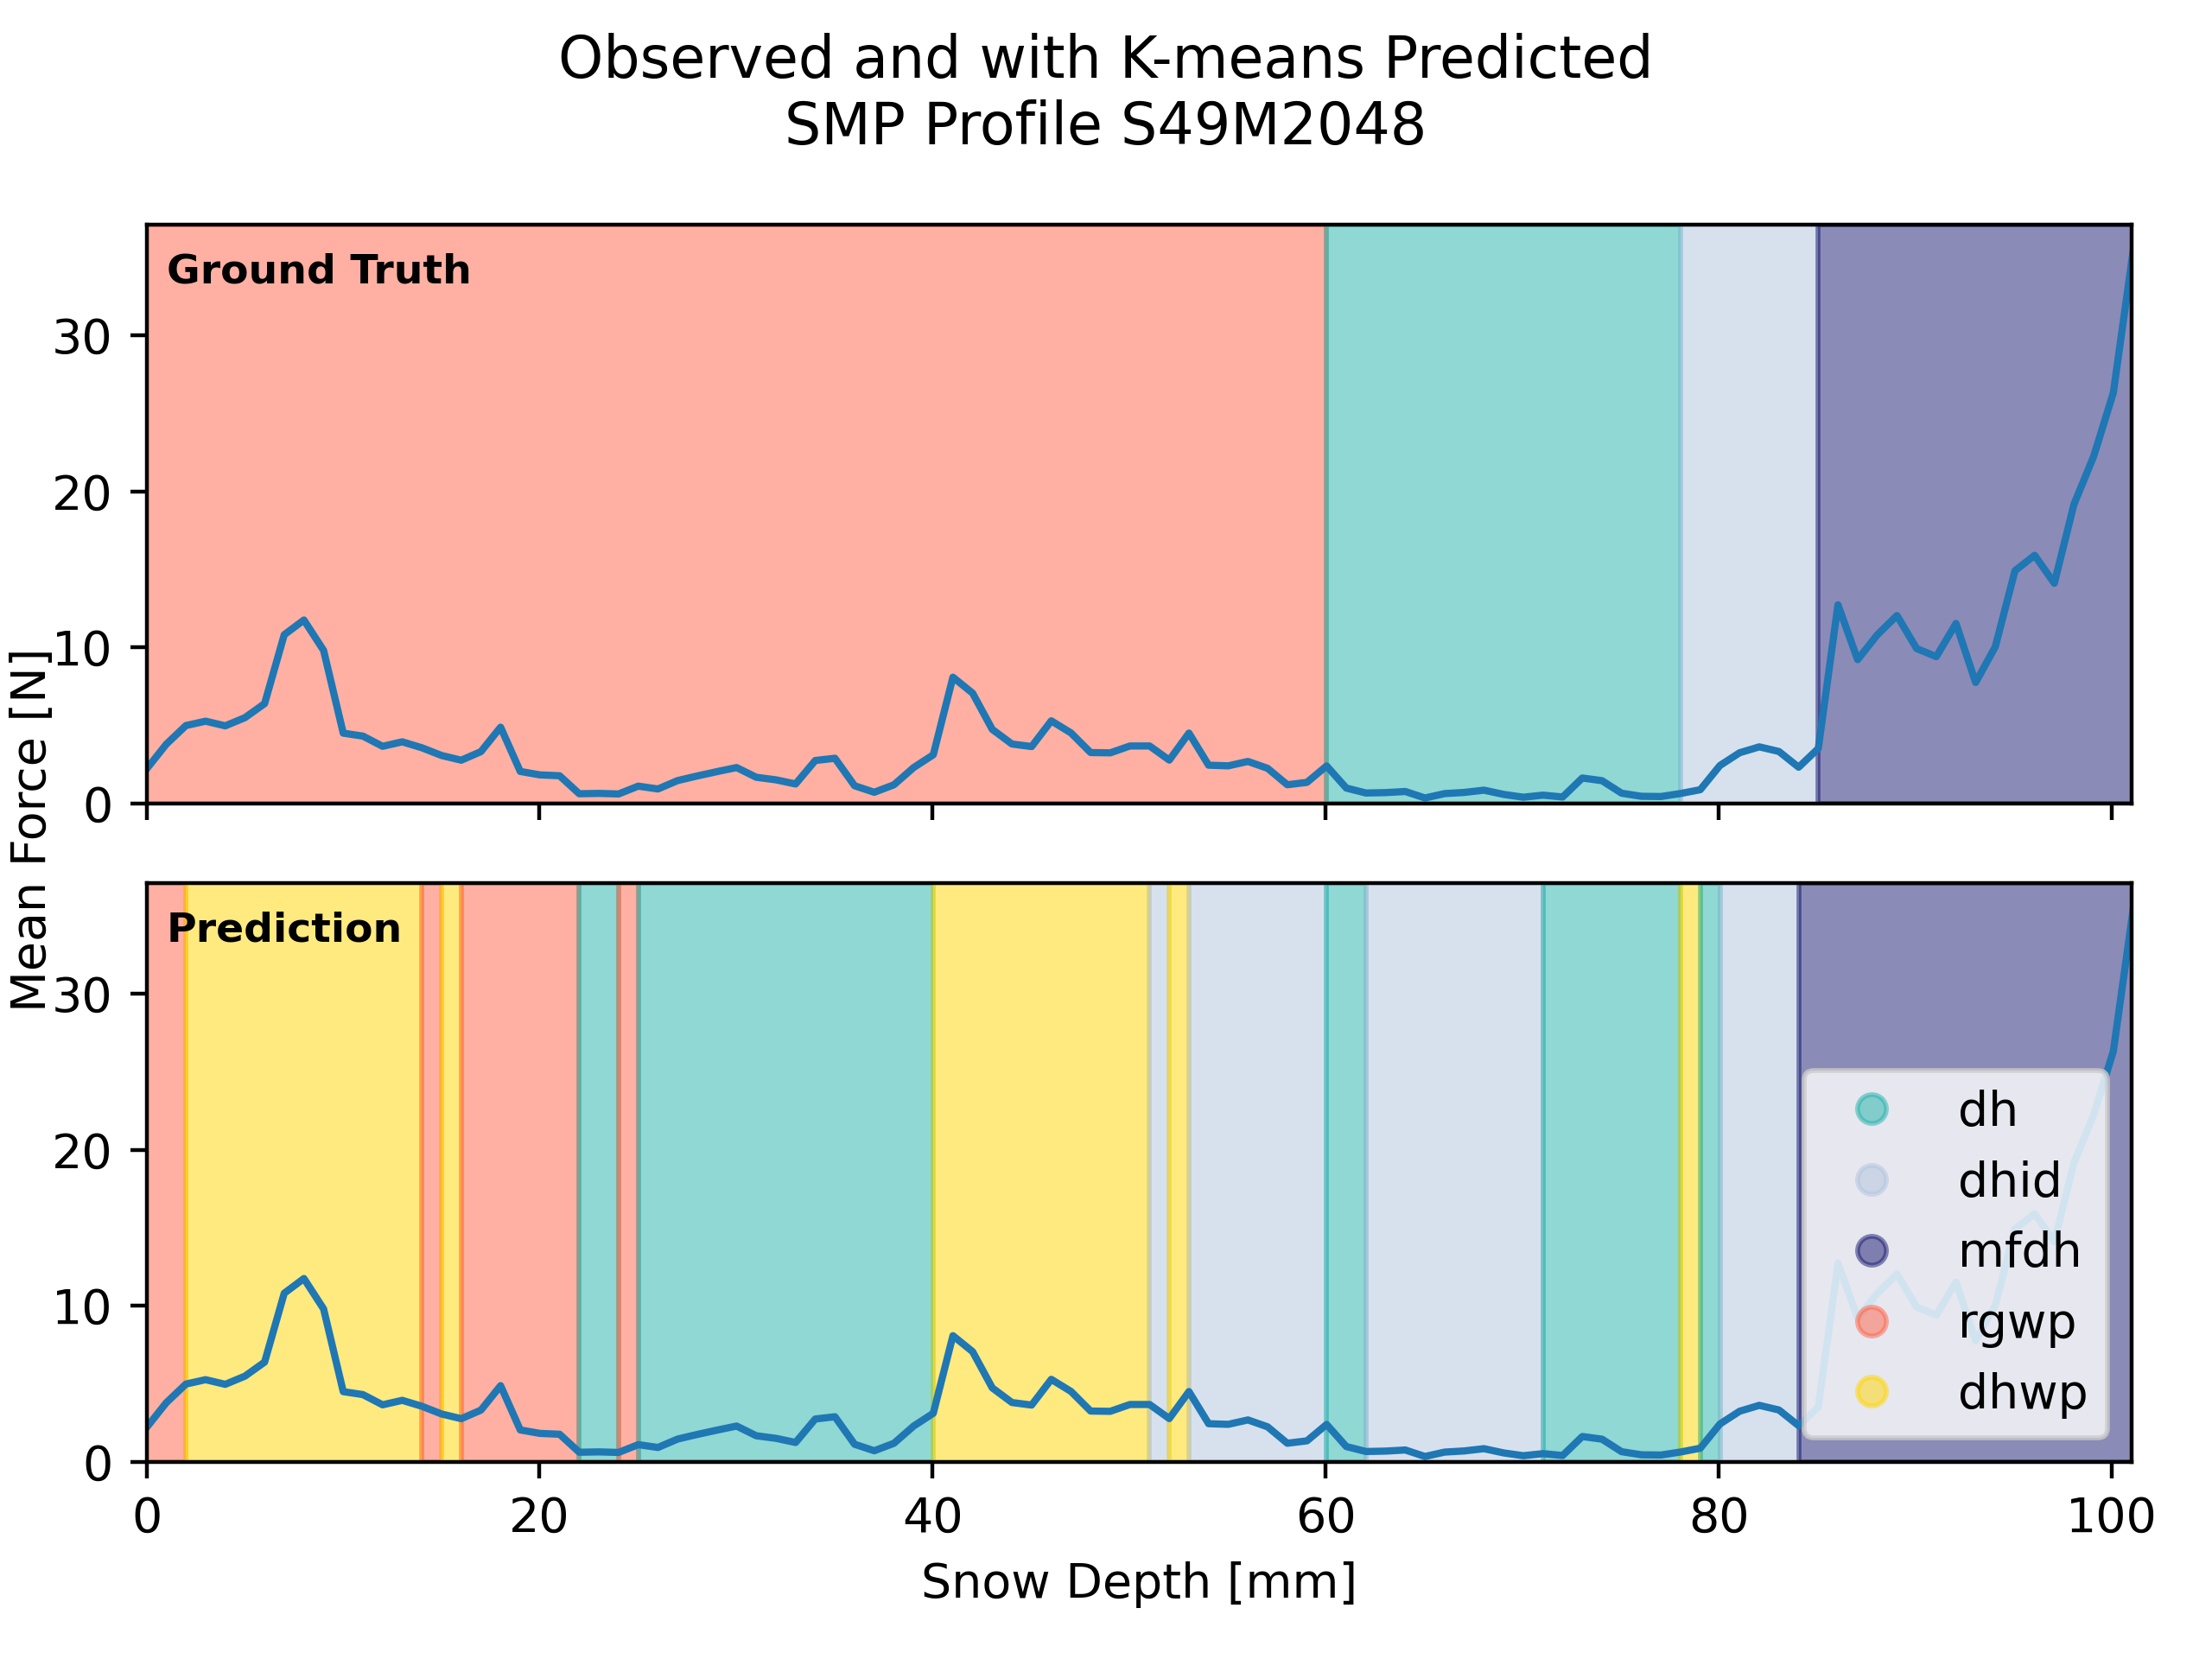 Observed and with K-means Predicted
SMP Profile S49M2048
Ground Truth
30
20
10
0
Mean Force [N]
Prediction
30
20
10
0
dh
dhid
mfdh
rgwp
dhwp
0 20 40 60 80 100
Snow Depth [mm]